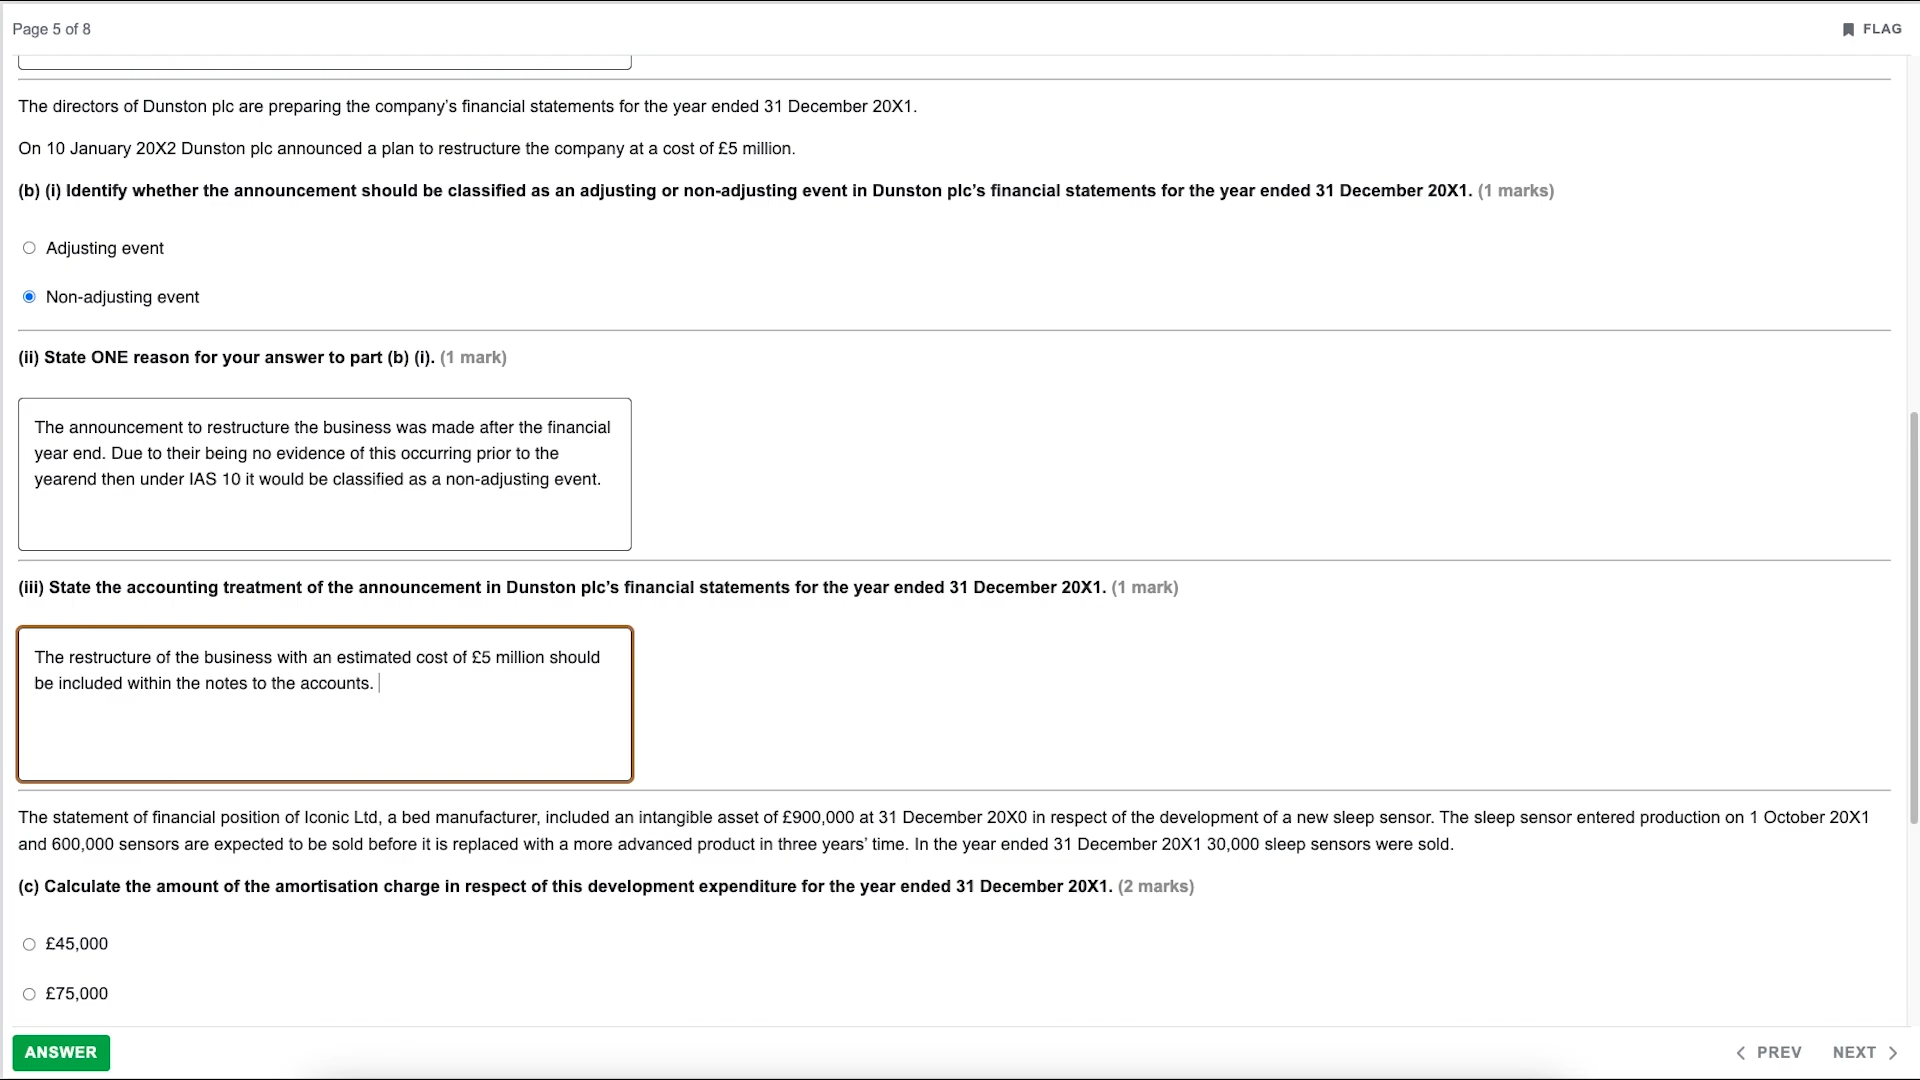 Page 5 of 8
FLAG
The directors of Dunston plc are preparing the company's financial statements for the year ended 31 December 20X1.
On 10 January 20X2 Dunston plc announced a plan to restructure the company at a cost of £5 million.
(b) (i) Identify whether the announcement should be classified as an adjusting or non-adjusting event in Dunston plc's financial statements for the year ended 31 December 20X1. (1 marks)
Adjusting event
Non-adjusting event
(ii) State ONE reason for your answer to part (b) (i). (1 mark)
The announcement to restructure the business was made after the financial
year end. Due to their being no evidence of this occurring prior to the
yearend then under IAS 10 it would be classified as a non-adjusting event.
(iii) State the accounting treatment of the announcement in Dunston plc's financial statements for the year ended 31 December 20X1. (1 mark)
The restructure of the business with an estimated cost of £5 million should
be included within the notes to the accounts.
The statement of financial position of Iconic Ltd, a bed manufacturer, included an intangible asset of £900,000 at 31 December 20X0 in respect of the development of a new sleep sensor. The sleep sensor entered production on 1 October 20X1
and 600,000 sensors are expected to be sold before it is replaced with a more advanced product in three years' time. In the year ended 31 December 20X1 30,000 sleep sensors were sold.
(c) Calculate the amount of the amortisation charge in respect of this development expenditure for the year ended 31 December 20X1. (2 marks)
£45,000
£75,000
ANSWER
PREV
NEXT